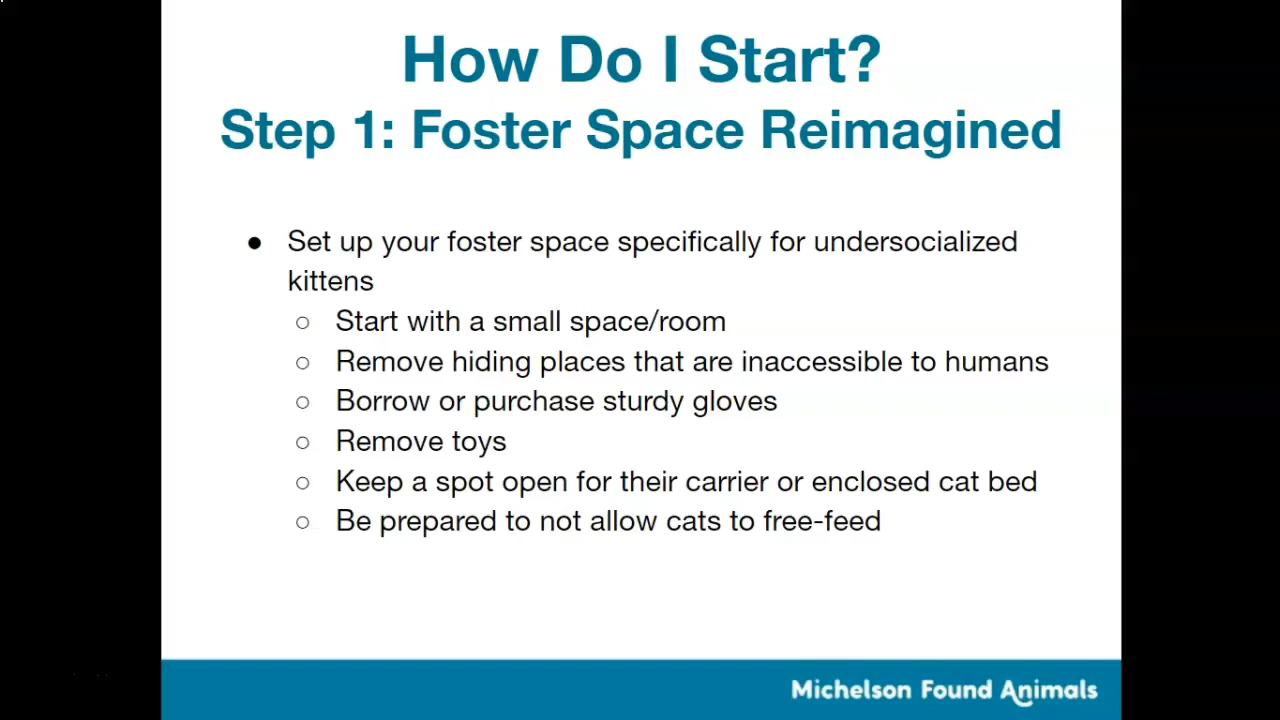 How Do I Start?
Step 1: Foster Space Reimagined
● Set up your foster space specifically for undersocialized
kittens
○ Start with a small space/room
○ Remove hiding places that are inaccessible to humans
○ Borrow or purchase sturdy gloves
○ Remove toys
○ Keep a spot open for their carrier or enclosed cat bed
○ Be prepared to not allow cats to free-feed
Michelson Found Animals